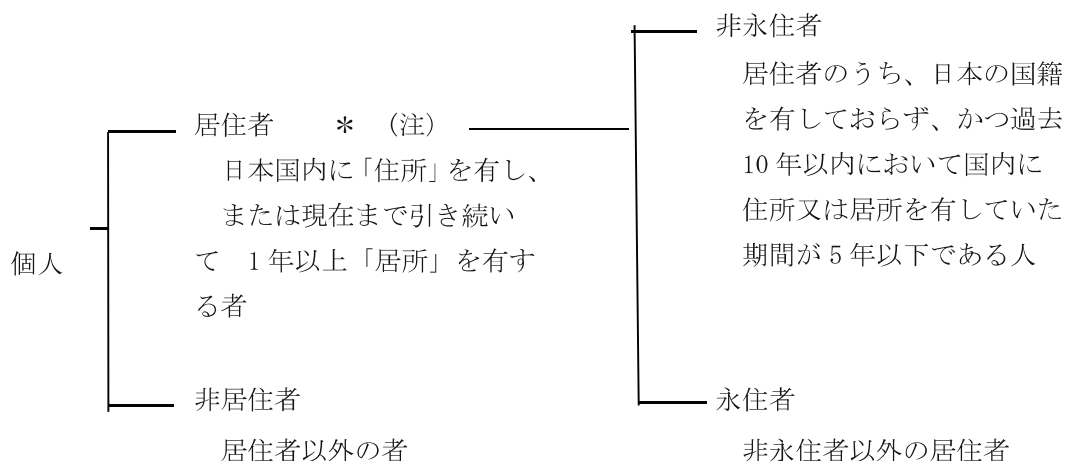 個人
居住者　　＊　（注）
日本国内に「住所」を有し、
または現在まで引き続い
て　1 年以上「居所」を有す
る者
非居住者
居住者以外の者
非永住者
居住者のうち、日本の国籍
を有しておらず、かつ過去
10 年以内において国内に
住所又は居所を有していた
期間が 5 年以下である人
永住者
非永住者以外の居住者